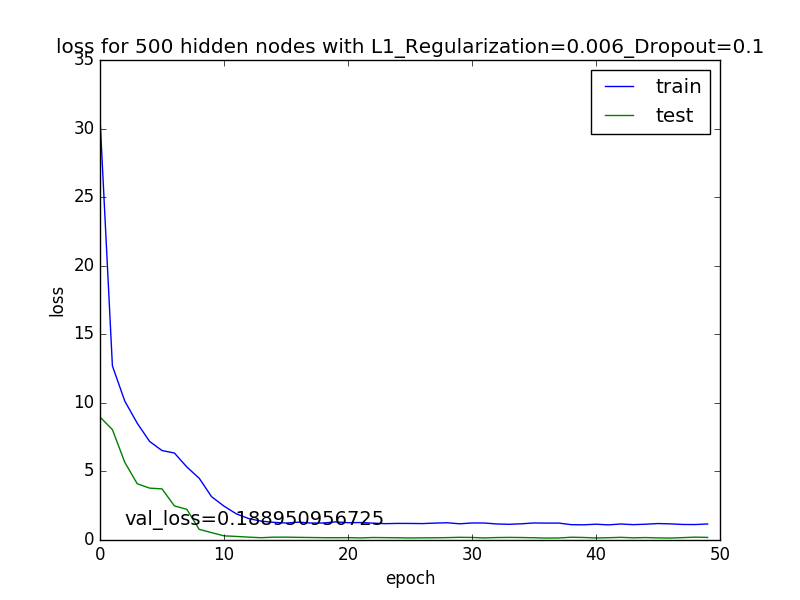 loss for 500 hidden nodes with L1_Regularization=0.006_Dropout=0.1
35
30
25
20
15
10
5
0
loss
train
test
val_loss=0.188950956725
0 10 20 30 40 50
epoch